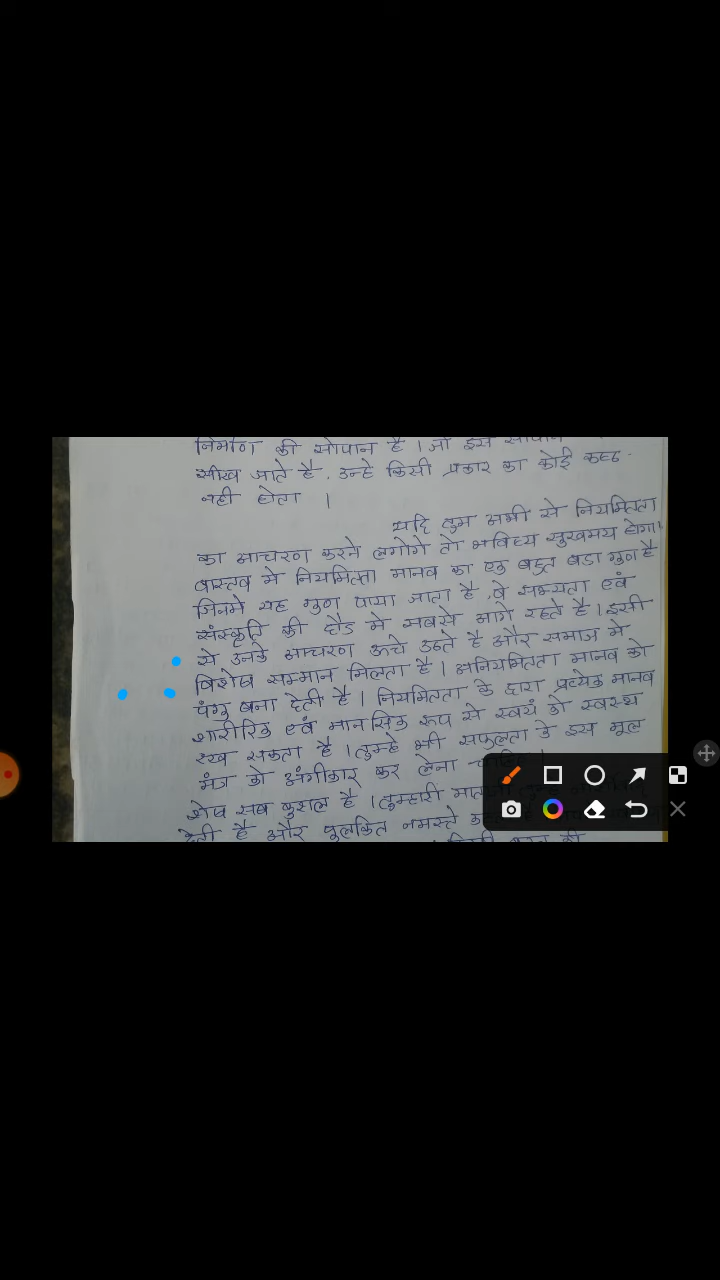 निर्माण की सोपान है । जो इस सोपान
सीख जाते है , उन्हे किसी प्रकार का कोई कष्ट
नही होता ।
यदि तुम अभी से नियमितता
का आचरण करने लगोगे तो भविष्य सुखमय होगा।
वास्तव मे नियमितता मानव का एक बहुत बडा गुण है
जिनमे यह गुण पाया जाता है , वे सभ्यता एवं
संस्कृति की दौड मे सबसे आगे रहते है । इसी
से उनके आचरण ऊचे उठते है और समाज मे
विशेष सम्मान मिलता है । अनियमितता मानव को
पंगु बना देती है । नियमितता के द्वारा प्रत्येक मानव
शारीरिक एवं मानसिक रूप से स्वयं को स्वस्थ
रख सकता है । तुम्हे भी सफलता के इस मूल
मंत्र को अंगीकार कर लेना
शेष सब कुशल है । तुम्हारी
देती है और पुलकित नमस्ते